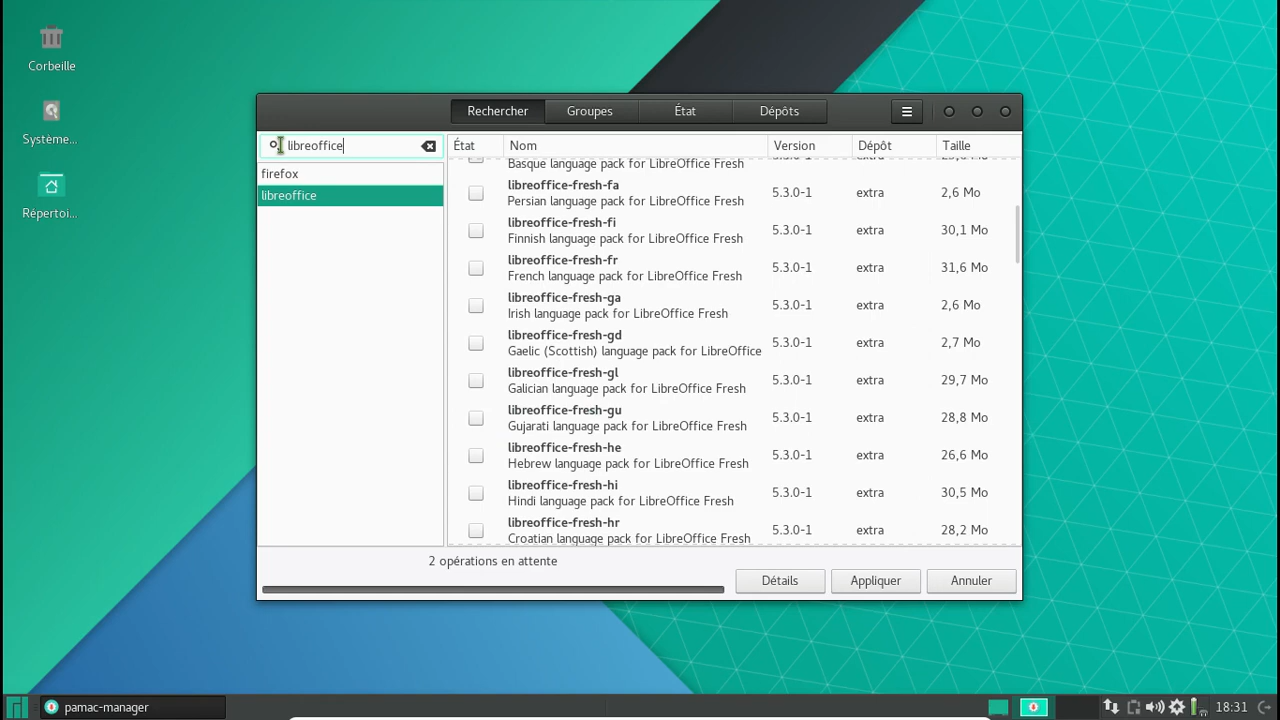 Corbeille
Système...
Répertoi...
Rechercher
Groupes
État
Dépôts
libreoffice
firefox
libreoffice
État Nom Version Dépôt Taille
Basque language pack for LibreOffice Fresh
libreoffice-fresh-fa
Persian language pack for LibreOffice Fresh
5.3.0-1 extra 2,6 Mo
libreoffice-fresh-fi
Finnish language pack for LibreOffice Fresh
5.3.0-1 extra 30,1 Mo
libreoffice-fresh-fr
French language pack for LibreOffice Fresh
5.3.0-1 extra 31,6 Mo
libreoffice-fresh-ga
Irish language pack for LibreOffice Fresh
5.3.0-1 extra 2,6 Mo
libreoffice-fresh-gd
Gaelic (Scottish) language pack for LibreOffice
5.3.0-1 extra 2,7 Mo
libreoffice-fresh-gl
Galician language pack for LibreOffice Fresh
5.3.0-1 extra 29,7 Mo
libreoffice-fresh-gu
Gujarati language pack for LibreOffice Fresh
5.3.0-1 extra 28,8 Mo
libreoffice-fresh-he
Hebrew language pack for LibreOffice Fresh
5.3.0-1 extra 26,6 Mo
libreoffice-fresh-hi
Hindi language pack for LibreOffice Fresh
5.3.0-1 extra 30,5 Mo
libreoffice-fresh-hr
Croatian language pack for LibreOffice Fresh
5.3.0-1 extra 28,2 Mo
2 opérations en attente
Détails
Appliquer
Annuler
pamac-manager
18:31